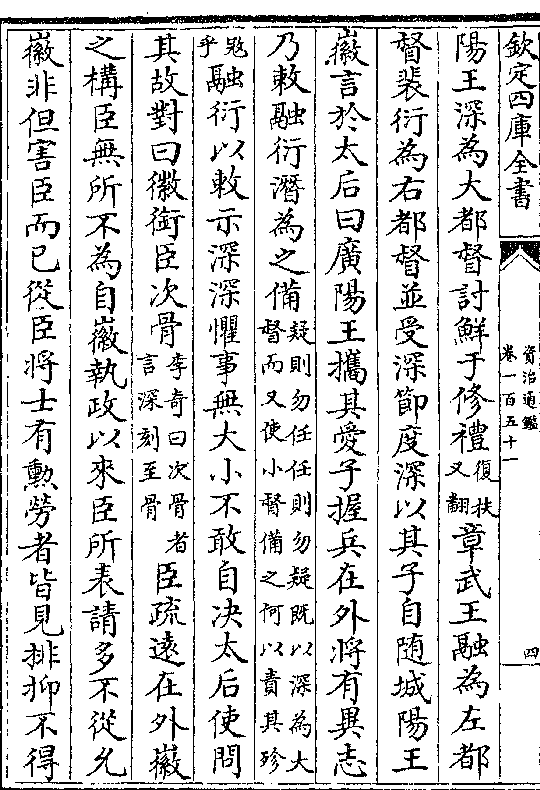 欽定四庫全書
資治通鑑
卷一百五十一
四
陽王深為大都督討鮮于修禮復扶又翻章武王融為左都
督裴衍為右都督並受深節度深以其子自隨城陽王
徽言於太后曰廣陽王攜其愛子握兵在外將有異志
乃敕融衍潛為之備疑則勿任任則勿疑既以深為大督而又使小督備之何以責其殄
寇乎融衍以敕示深深懼事無大小不敢自決太后使問
其故對曰徽銜臣次骨李奇曰次骨者言深刻至骨臣疏遠在外徽
之構臣無所不為自徽執政以來臣所表請多不從允
徽非但害臣而已從臣將士有勲勞者皆見排抑不得